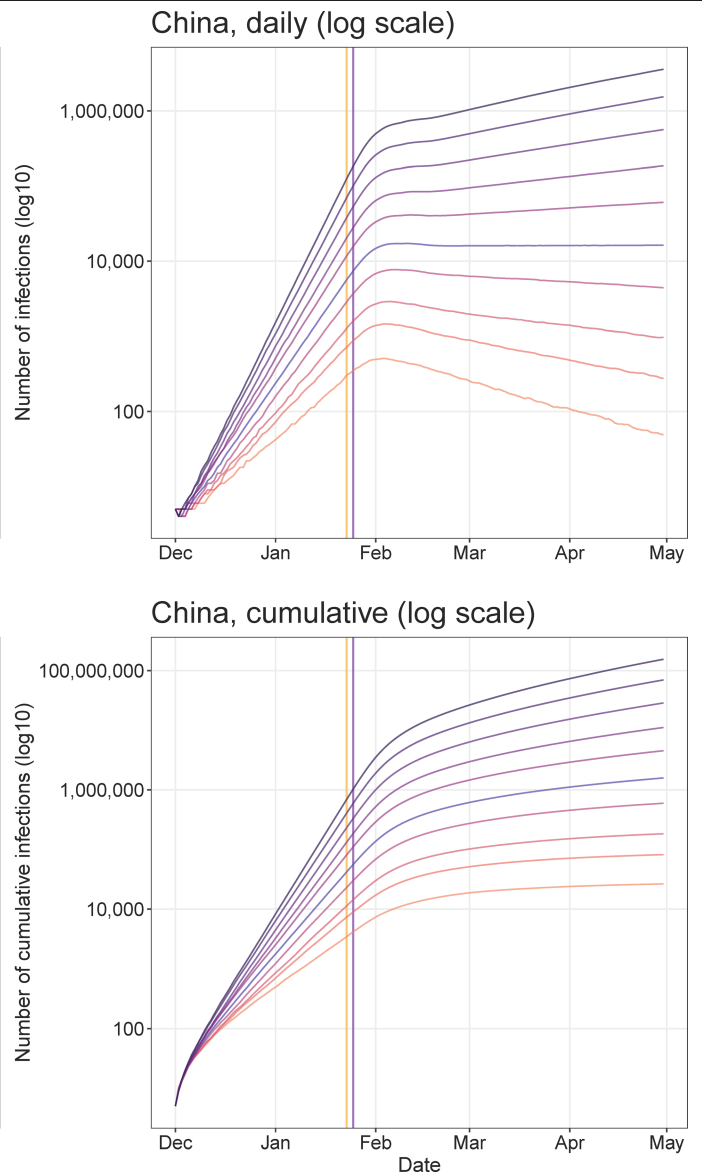 China, daily (log scale)
Number of infections (log10)
1,000,000
10,000
100
Dec Jan Feb Mar Apr May
China, cumulative (log scale)
Number of cumulative infections (log10)
100,000,000
1,000,000
10,000
100
Dec Jan Feb Mar Apr May
Date